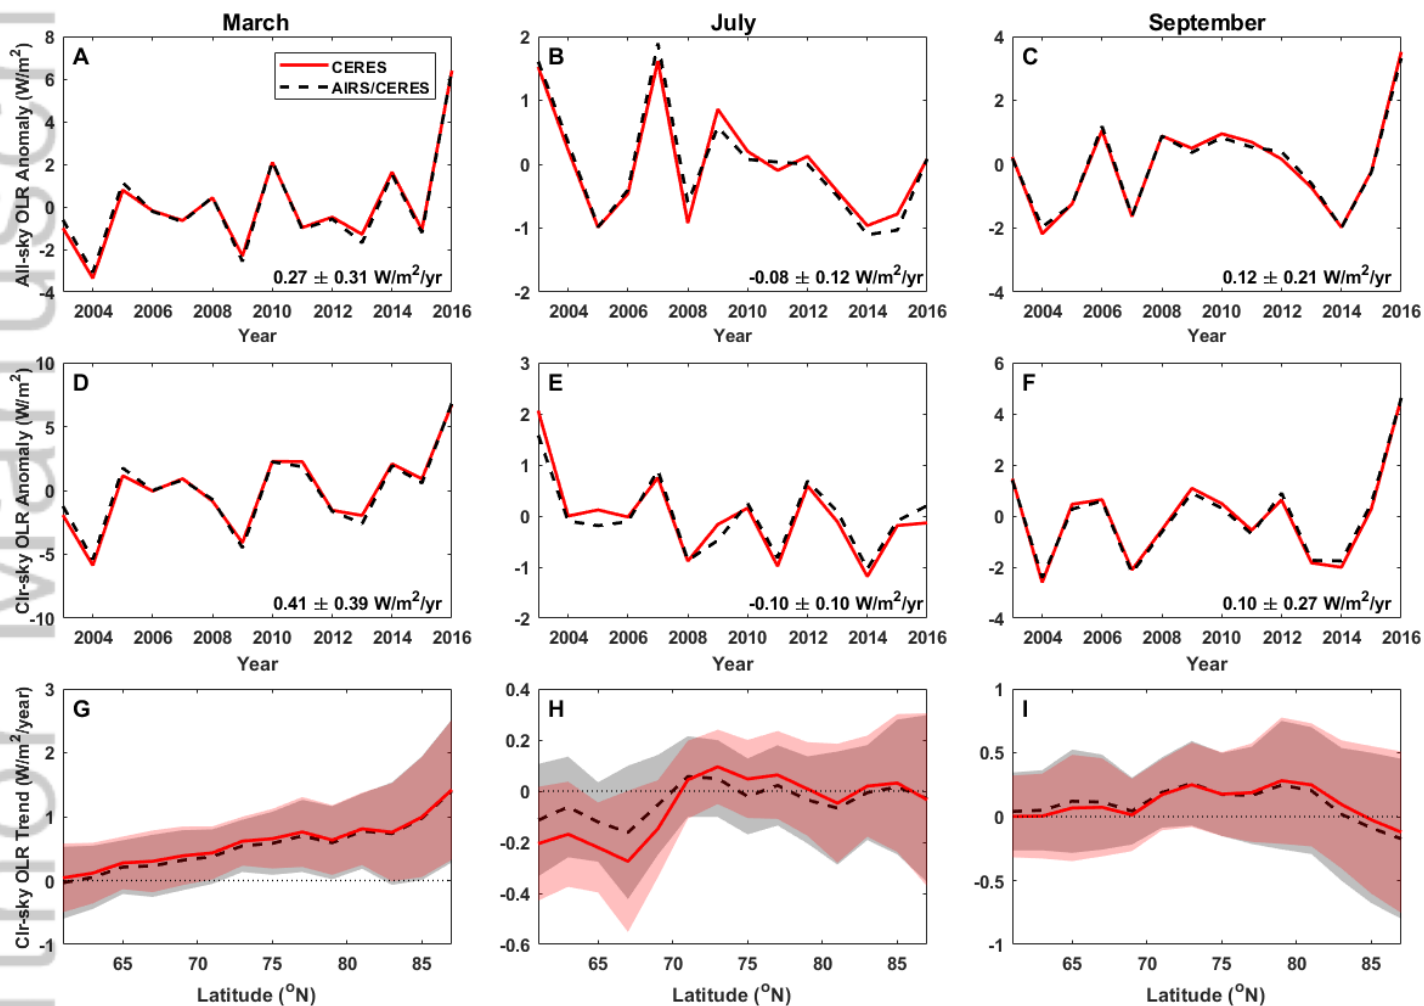 March
July
September
All-sky OLR Anomaly (W/m²)
A
CERES
AIRS/CERES
8
6
4
2
0
-2
-4
0.27 ± 0.31 W/m²/yr
2004 2006 2008 2010 2012 2014 2016
Year
B
2
1
0
-1
-2
-0.08 ± 0.12 W/m²/yr
2004 2006 2008 2010 2012 2014 2016
Year
C
4
2
0
-2
-4
0.12 ± 0.21 W/m²/yr
2004 2006 2008 2010 2012 2014 2016
Year
Clr-sky OLR Anomaly (W/m²)
D
10
5
0
-5
-10
0.41 ± 0.39 W/m²/yr
2004 2006 2008 2010 2012 2014 2016
Year
E
3
2
1
0
-1
-2
-0.10 ± 0.10 W/m²/yr
2004 2006 2008 2010 2012 2014 2016
Year
F
6
4
2
0
-2
-4
0.10 ± 0.27 W/m²/yr
2004 2006 2008 2010 2012 2014 2016
Year
Clr-sky OLR Trend (W/m²/year)
G
3
2
1
0
-1
65 70 75 80 85
Latitude (°N)
H
0.4
0.2
0
-0.2
-0.4
-0.6
65 70 75 80 85
Latitude (°N)
I
1
0.5
0
-0.5
-1
65 70 75 80 85
Latitude (°N)